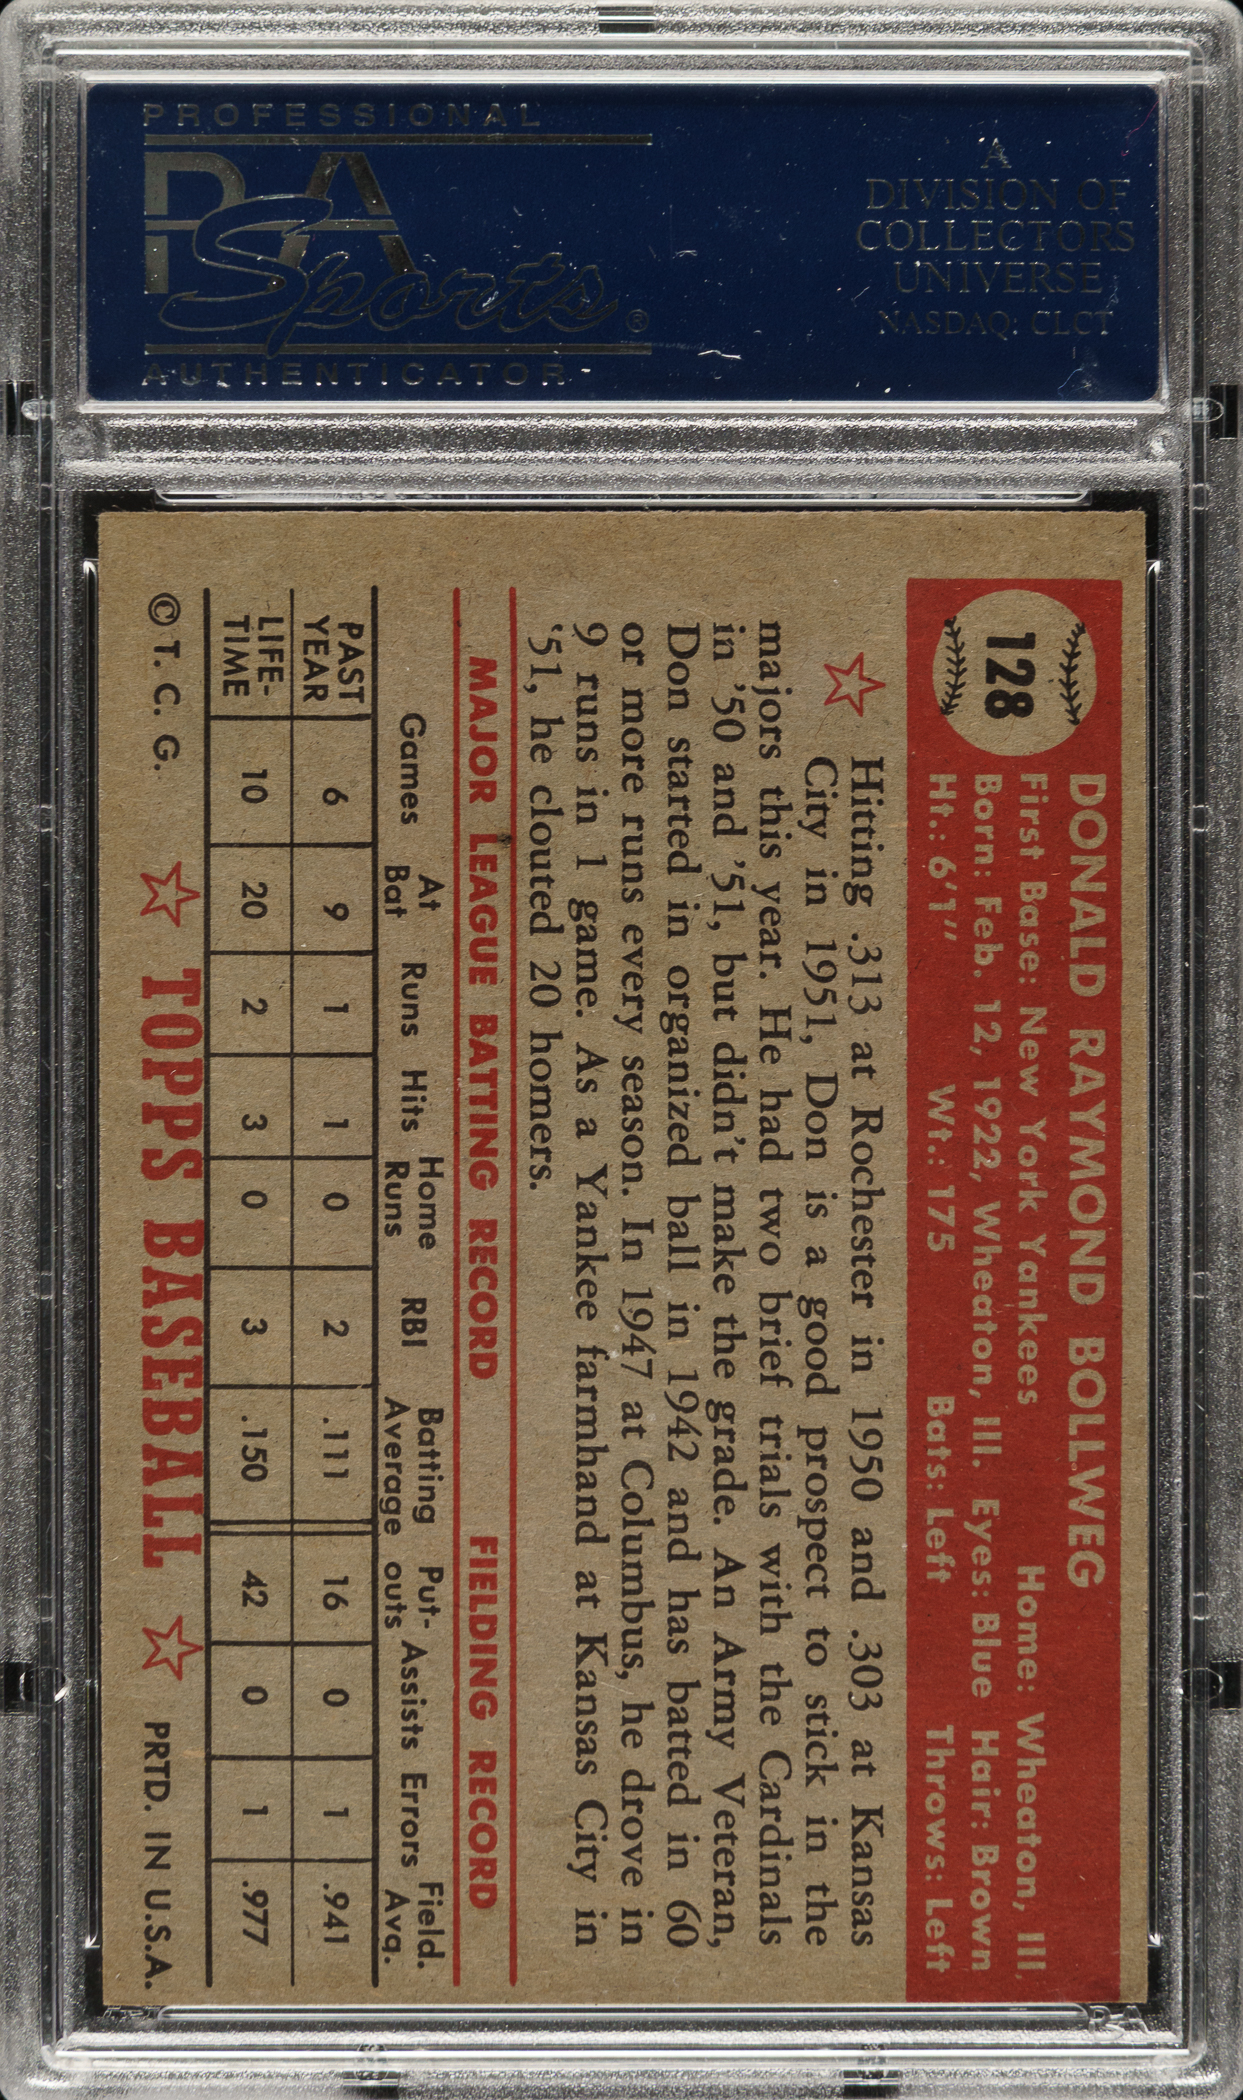 PROFESSIONAL
PSA
Sports®
AUTHENTICATOR
A
DIVISION OF
COLLECTORS
UNIVERSE
NASDAQ: CLCT
128
DONALD RAYMOND BOLLWEG
First Base: New York Yankees Home: Wheaton, Ill.
Born: Feb. 12, 1922, Wheaton, Ill. Eyes: Blue Hair: Brown
Ht.: 6'1" Wt.: 175 Bats: Left Throws: Left
Hitting .313 at Rochester in 1950 and .303 at Kansas
City in 1951, Don is a good prospect to stick in the
majors this year. He had two brief trials with the Cardinals
in '50 and '51, but didn't make the grade. An Army Veteran,
Don started in organized ball in 1942 and has batted in 60
or more runs every season. In 1947 at Columbus, he drove in
9 runs in 1 game. As a Yankee farmhand at Kansas City in
'51, he clouted 20 homers.
MAJOR LEAGUE BATTING RECORD FIELDING RECORD
Games At Bat Runs Hits Home Runs RBI Batting Average Put-outs Assists Errors Field. Avg.
PAST YEAR 6 9 1 1 0 2 .111 16 0 1 .941
LIFE-TIME 10 20 2 3 0 3 .150 42 0 1 .977
© T. C. G. ☆ TOPPS BASEBALL ☆ PRTD. IN U.S.A.
PSA